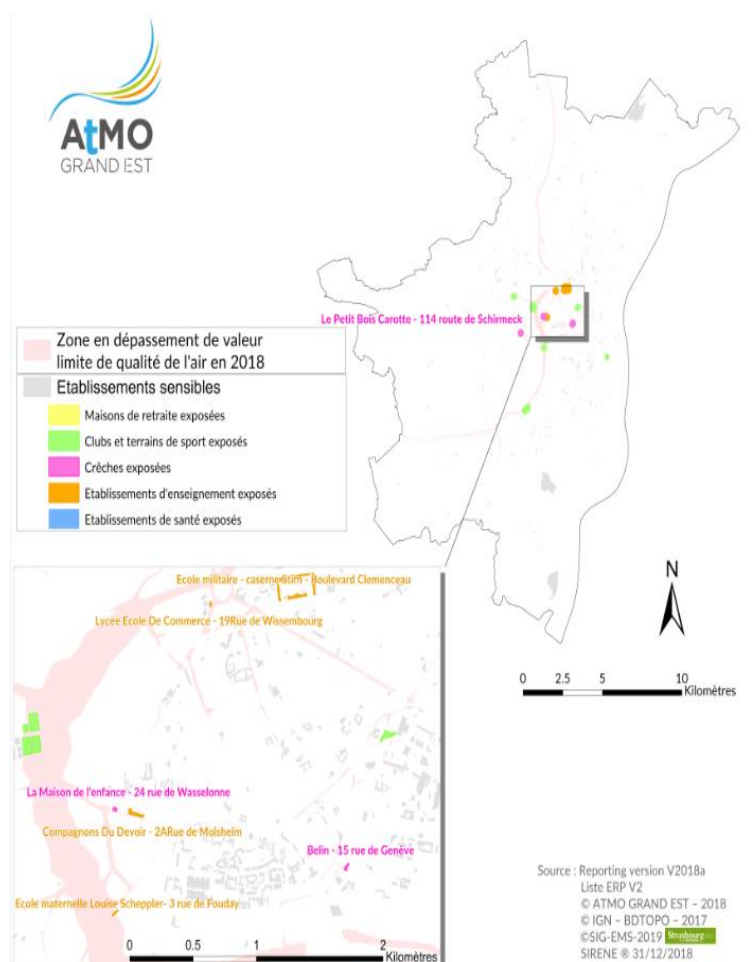 AtMO
GRAND EST
Le Petit Bois Carotte - 114 route de Schirmeck
Zone en dépassement de valeur
limite de qualité de l'air en 2018
Etablissements sensibles
Maisons de retraite exposées
Clubs et terrains de sport exposés
Crêches exposées
Etablissements d'enseignement exposés
Etablissements de santé exposés
N
0 2.5 5 10
Kilomètres
Ecole militaire - caserne Stirn - Boulevard Clemenceau
Lycée Ecole De Commerce - 19Rue de Wissembourg
La Maison de l'enfance - 24 rue de Wasselonne
Compagnons Du Devoir - 2ARue de Molsheim
Belin - 15 rue de Genève
Ecole maternelle Louise Scheppler- 3 rue de Fouday
0 0.5 1 2
Kilomètres
Source : Reporting version V2018a
Liste ERP V2
© ATMO GRAND EST - 2018
© IGN - BDTOPO - 2017
©SIG-EMS-2019 Strasbourg.eu
SIRENE ® 31/12/2018